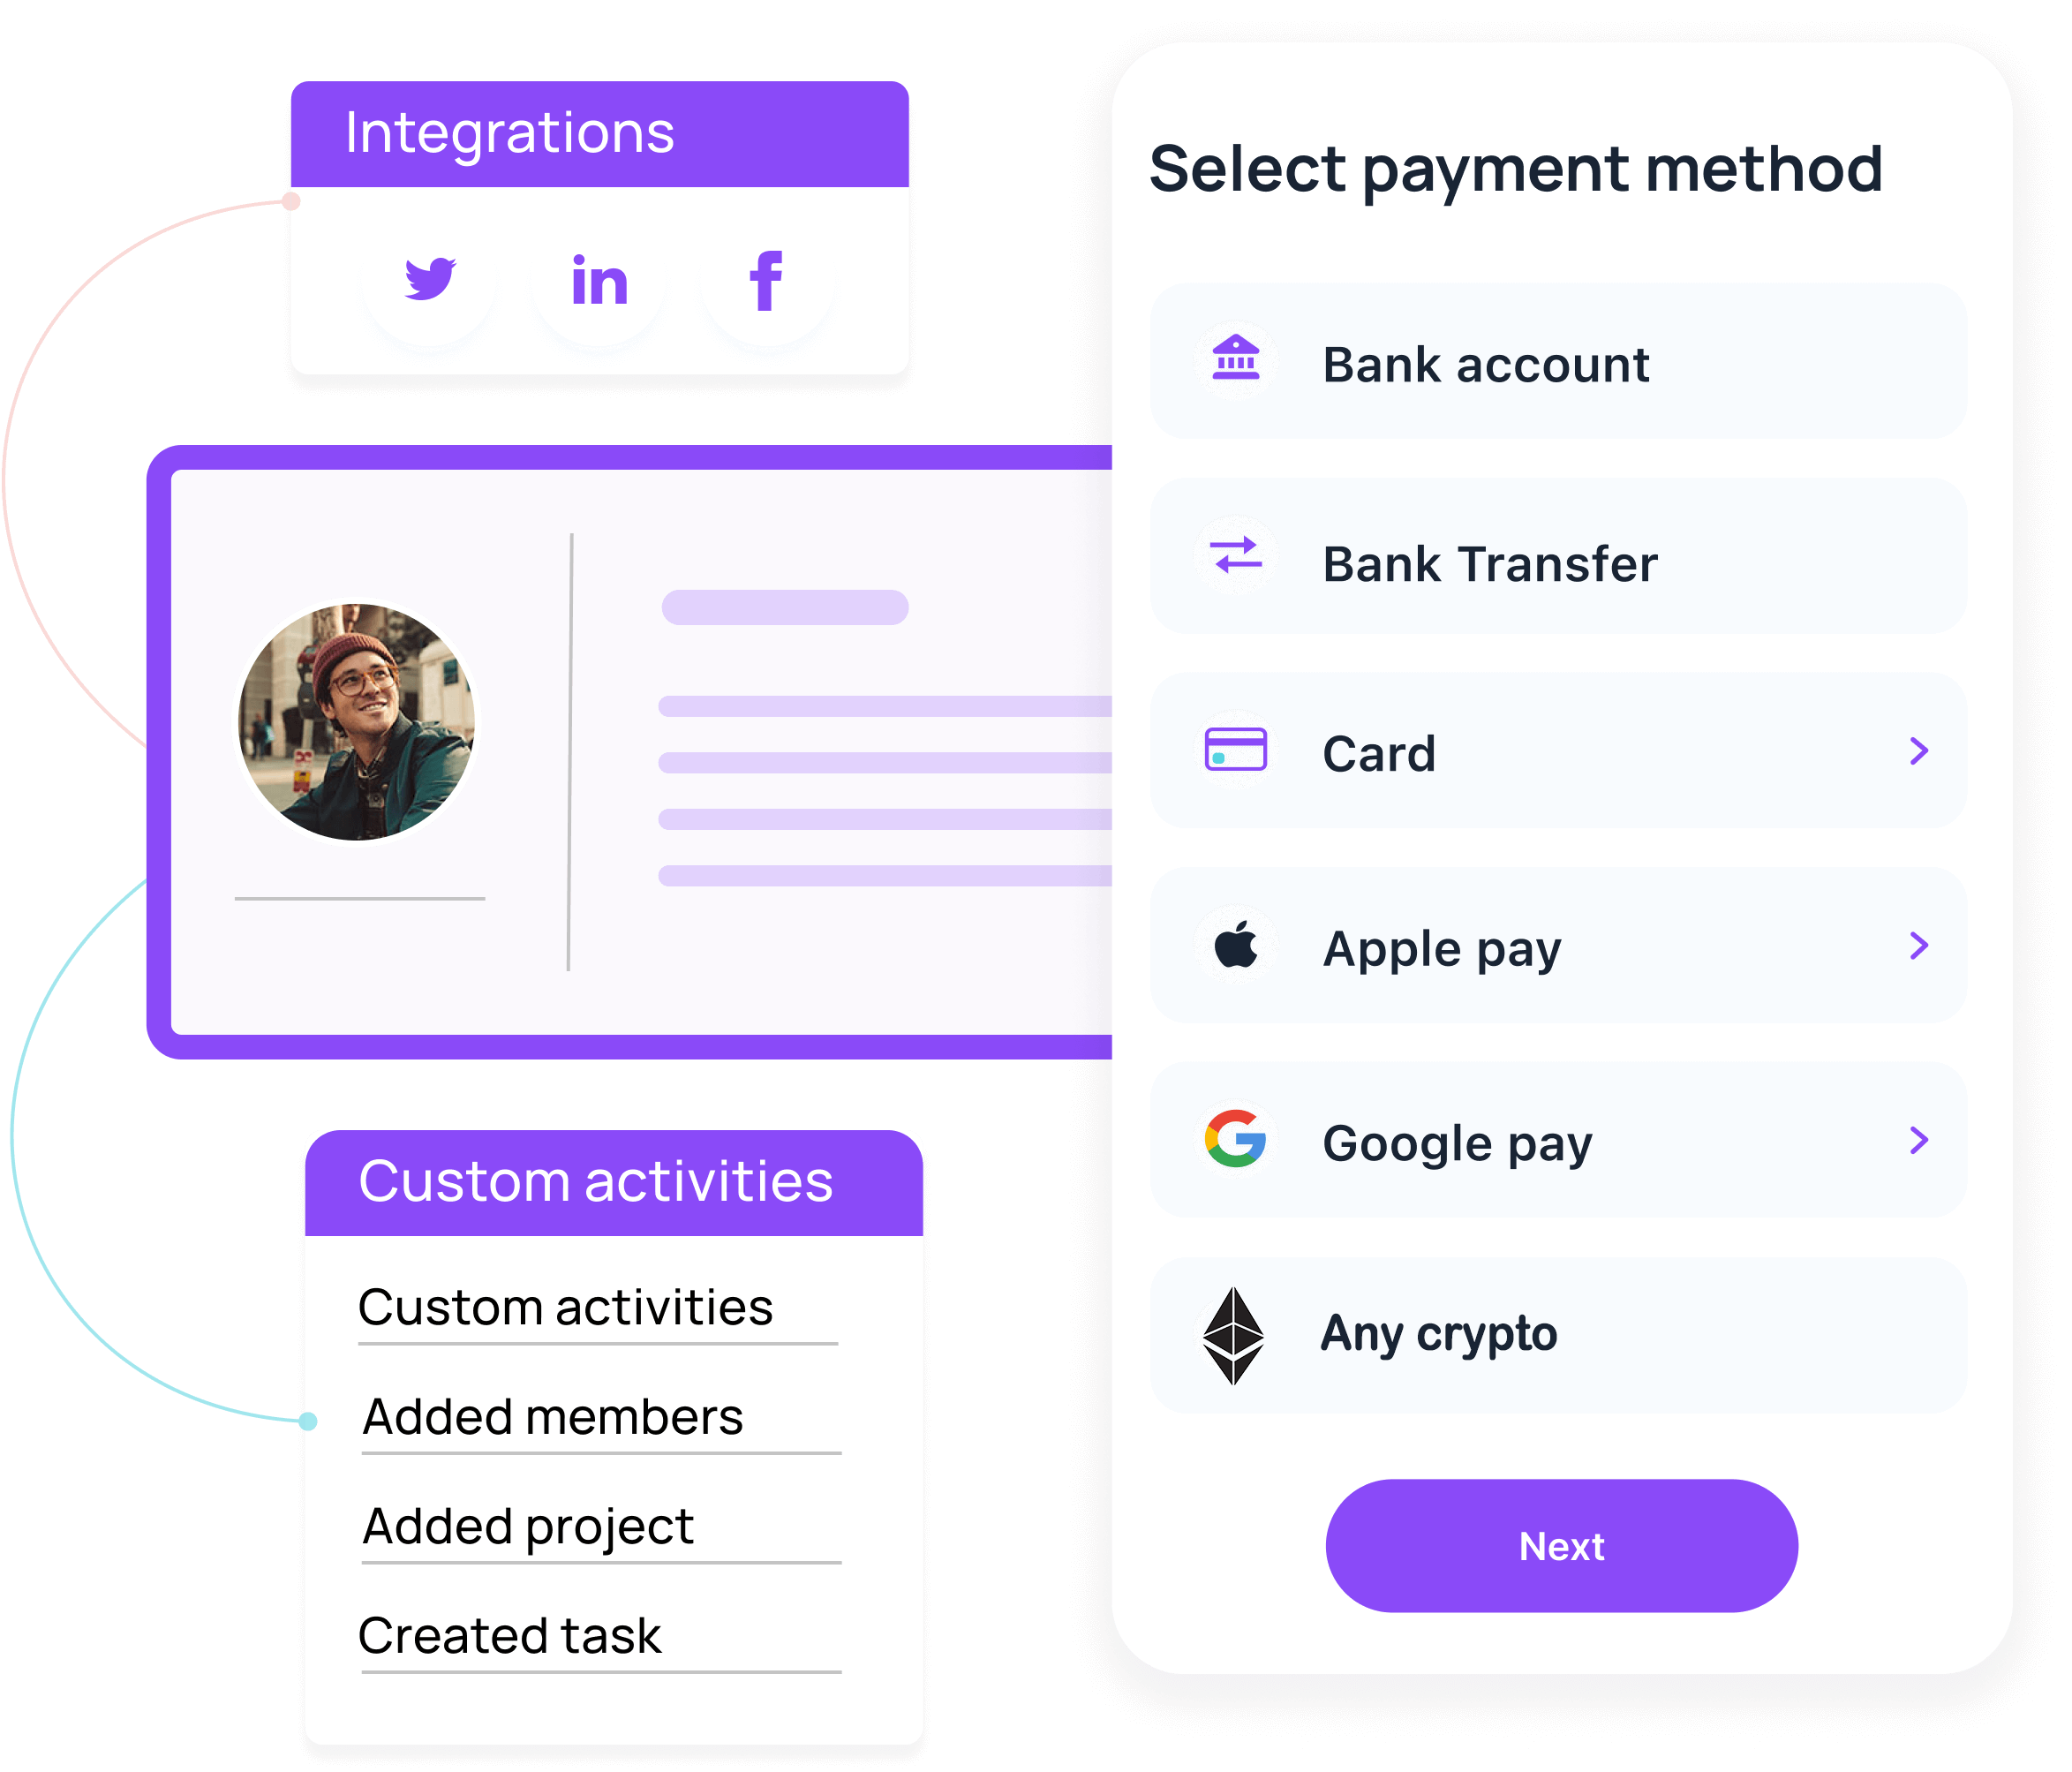 Integrations
in
f
Custom activities
Custom activities
Added members
Added project
Created task
Select payment method
Bank account
Bank Transfer
Card
Apple pay
Google pay
Any crypto
Next